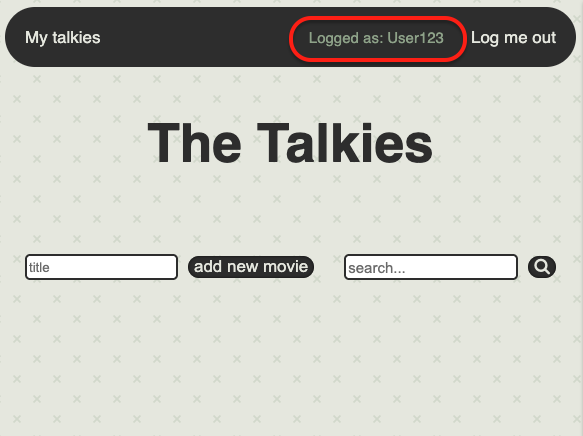 My talkies
Logged as: User123
Log me out
The Talkies
title
add new movie
search...